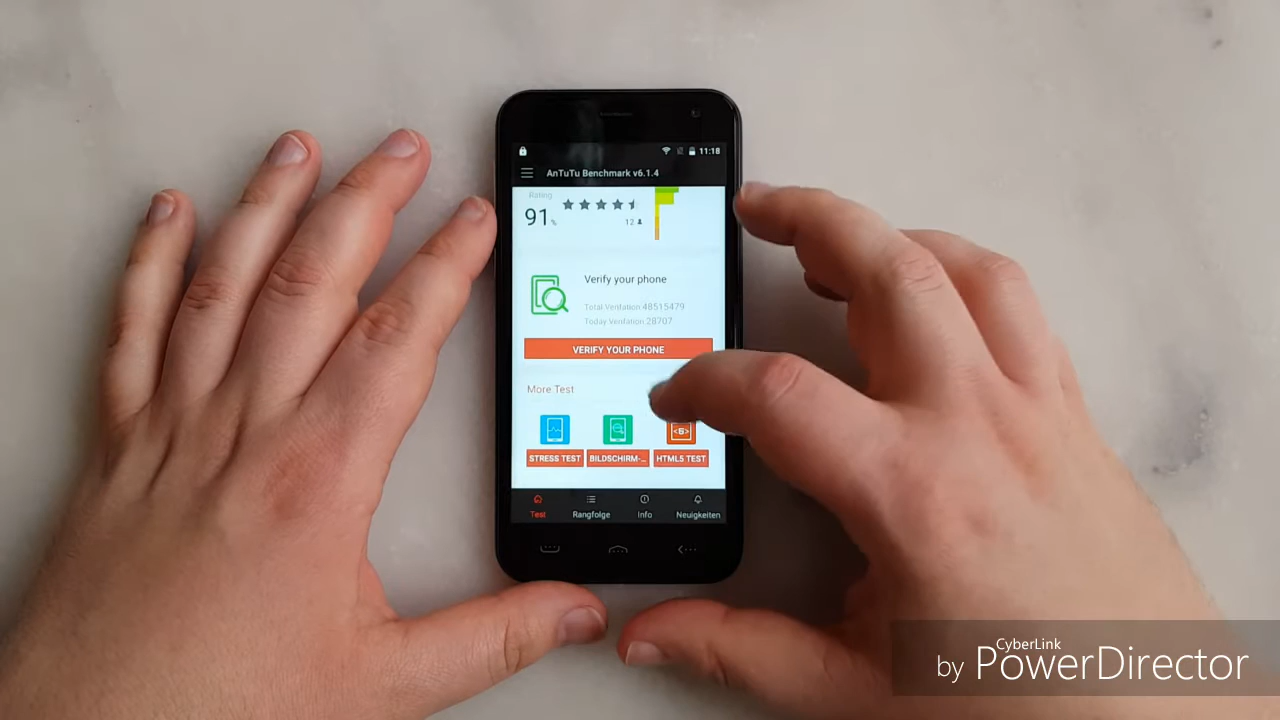 11:18
AnTuTu Benchmark v6.1.4
Rating
91%
12
Verify your phone
Total Verifation:48515479
Today Verifation:28707
VERIFY YOUR PHONE
More Test
STRESS TEST
BILDSCHIRM-...
HTML5 TEST
Test
Rangfolge
Info
Neuigkeiten
by CyberLink PowerDirector